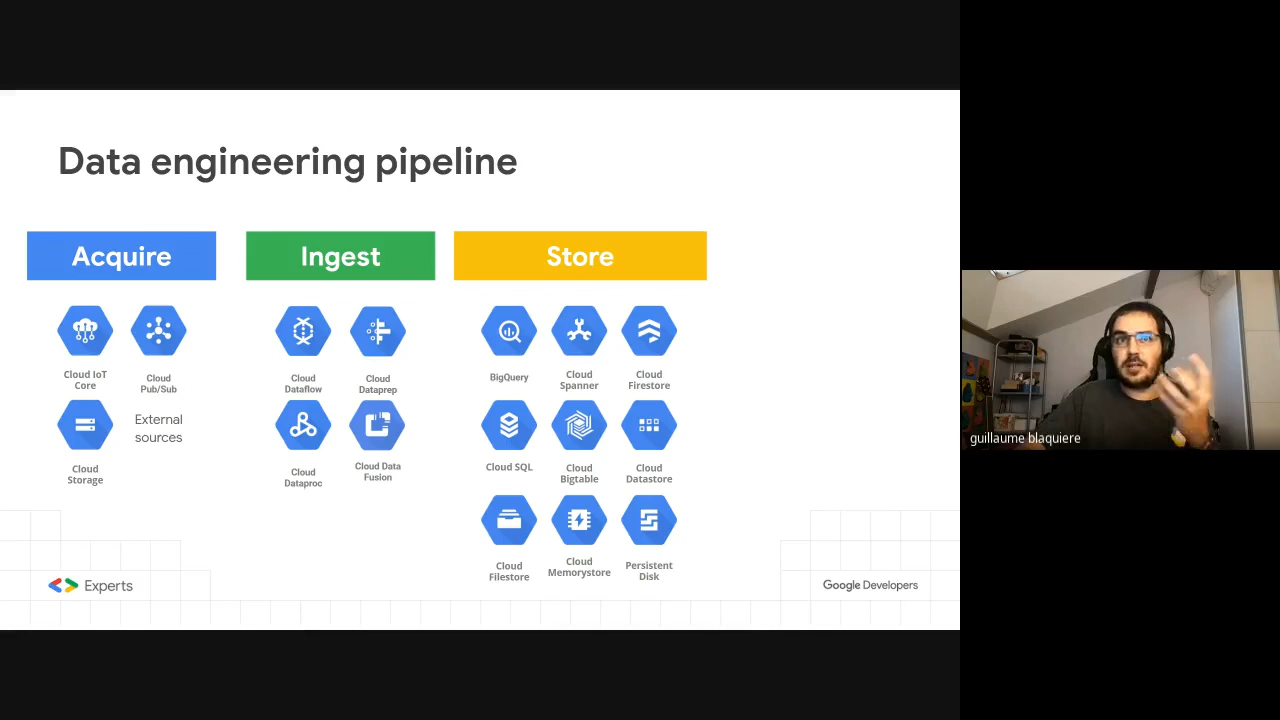 Data engineering pipeline
Acquire
Ingest
Store
Cloud IoT
Core
Cloud
Pub/Sub
Cloud
Storage
External
sources
Cloud
Dataflow
Cloud
Dataprep
Cloud
Dataproc
Cloud Data
Fusion
BigQuery
Cloud
Spanner
Cloud
Firestore
Cloud SQL
Cloud
Bigtable
Cloud
Datastore
Cloud
Filestore
Cloud
Memorystore
Persistent
Disk
Experts
Google Developers
guillaume blaquiere